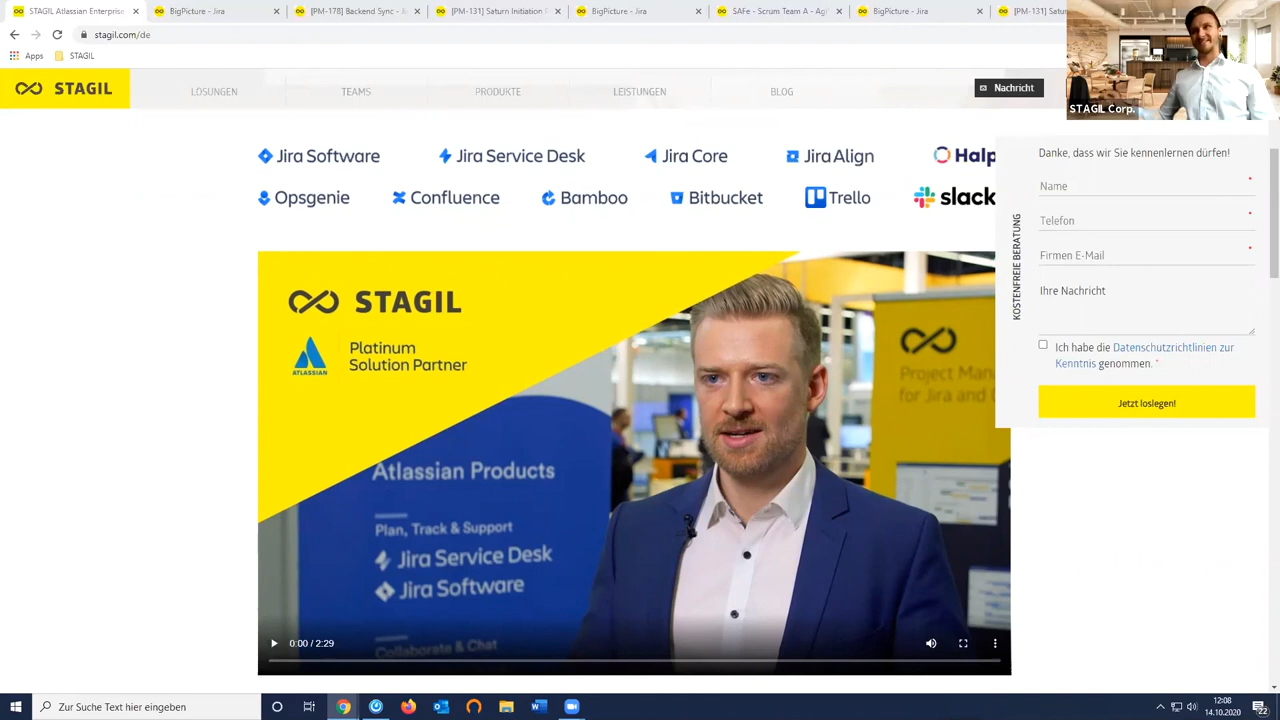 STAGIL Atlassian Enterprise
BigPicture - Jira
[PM-178] Backend Sync -
[PM-131] Saturn Initiation
BigPicture - Jira
SAFe - Scrum Team A - Agil
BigPicture - Jira
[PM-131] Satu
stagil.com/de
Apps
STAGIL
STAGIL
LÖSUNGEN
TEAMS
PRODUKTE
LEISTUNGEN
BLOG
Nachricht
STAGIL Corp.
Jira Software
Jira Service Desk
Jira Core
Jira Align
Halp
Opsgenie
Confluence
Bamboo
Bitbucket
Trello
slack
Danke, dass wir Sie kennenlernen dürfen!
Name *
Telefon *
Firmen E-Mail *
Ihre Nachricht
KOSTENFREIE BERATUNG
Ich habe die Datenschutzrichtlinien zur
Kenntnis genommen. *
Jetzt loslegen!
STAGIL
ATLASSIAN
Platinum
Solution Partner
Project Mana
for Jira and C
Atlassian Products
Plan, Track & Support
Jira Service Desk
Jira Software
Collaborate & Chat
0:00 / 2:29
Zur Suche Text hier eingeben
12:08
14.10.2020
22